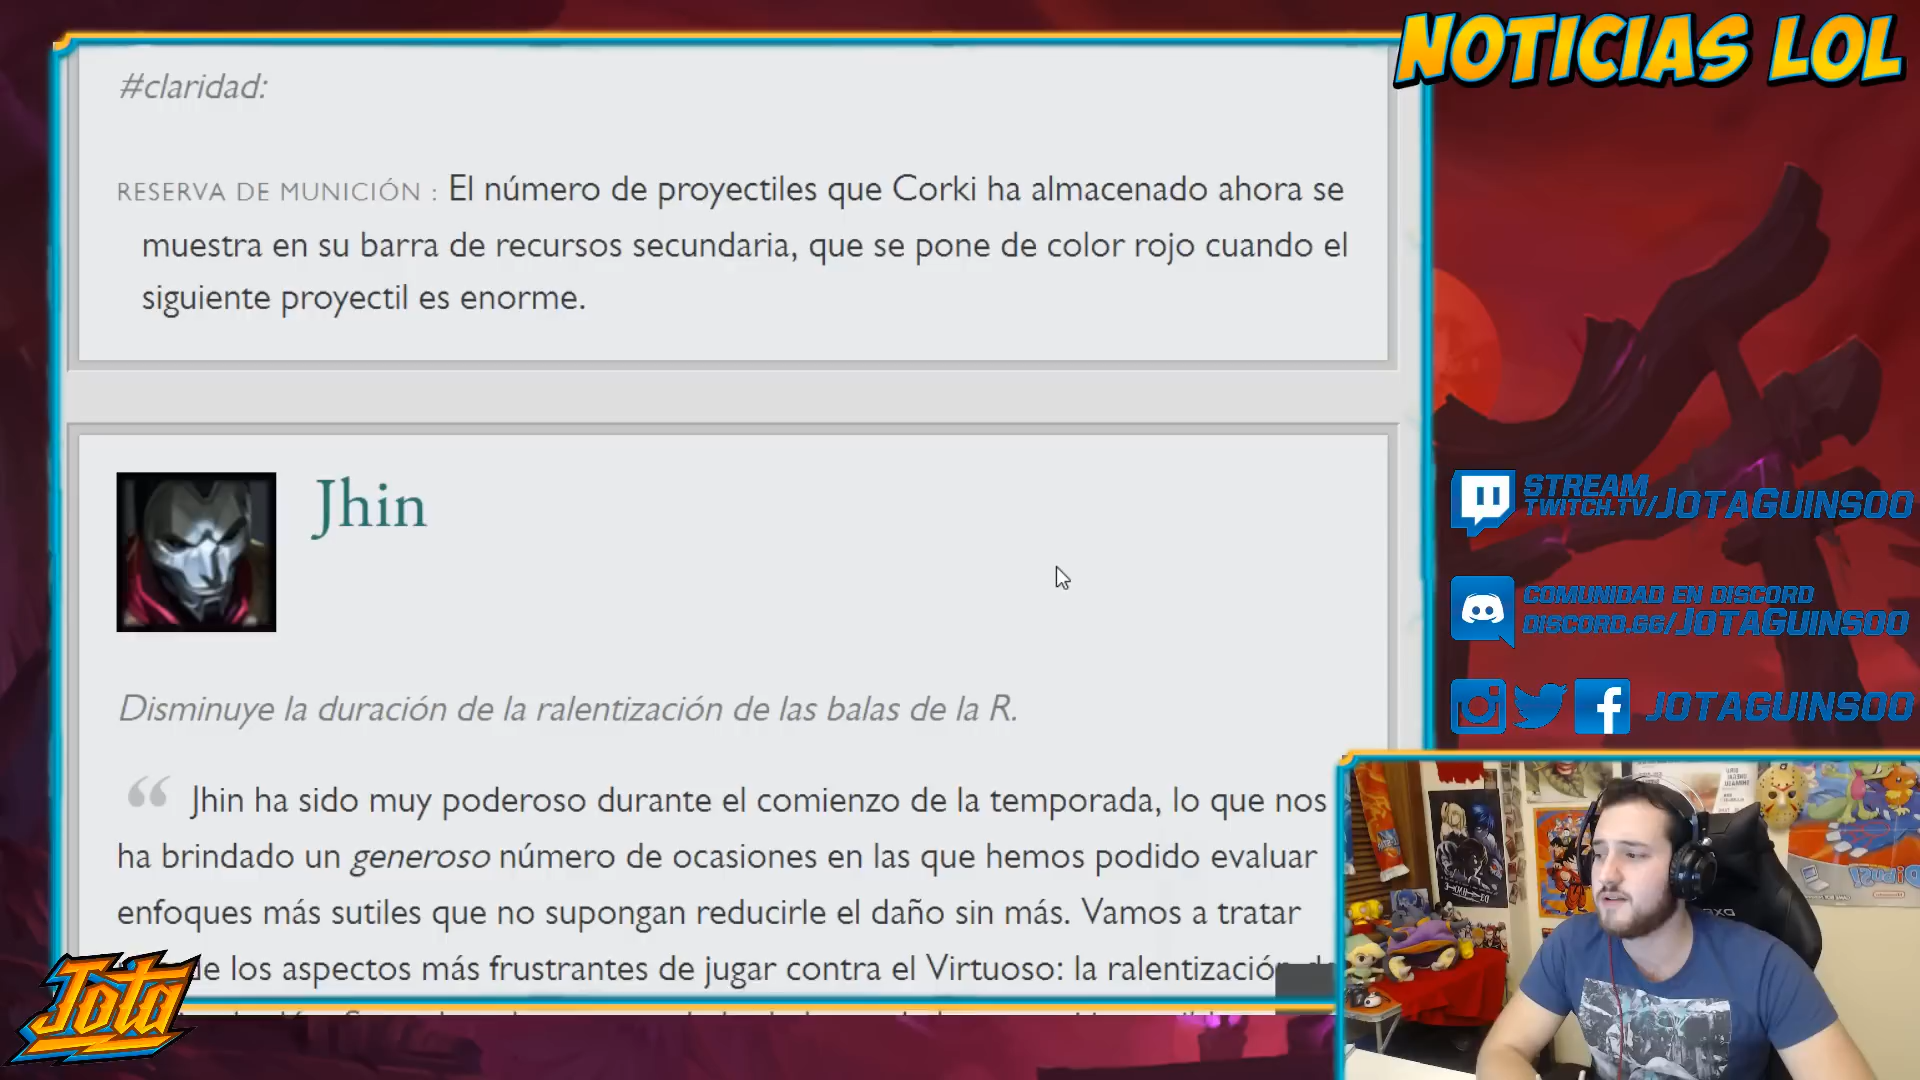 NOTICIAS LOL
#claridad:
RESERVA DE MUNICIÓN : El número de proyectiles que Corki ha almacenado ahora se
muestra en su barra de recursos secundaria, que se pone de color rojo cuando el
siguiente proyectil es enorme.
Jhin
Disminuye la duración de la ralentización de las balas de la R.
“ Jhin ha sido muy poderoso durante el comienzo de la temporada, lo que nos
ha brindado un generoso número de ocasiones en las que hemos podido evaluar
enfoques más sutiles que no supongan reducirle el daño sin más. Vamos a tratar
de los aspectos más frustrantes de jugar contra el Virtuoso: la ralentización
STREAM
TWITCH.TV/JOTAGUINSOO
COMUNIDAD EN DISCORD
DISCORD.GG/JOTAGUINSOO
JOTAGUINSOO
Jota